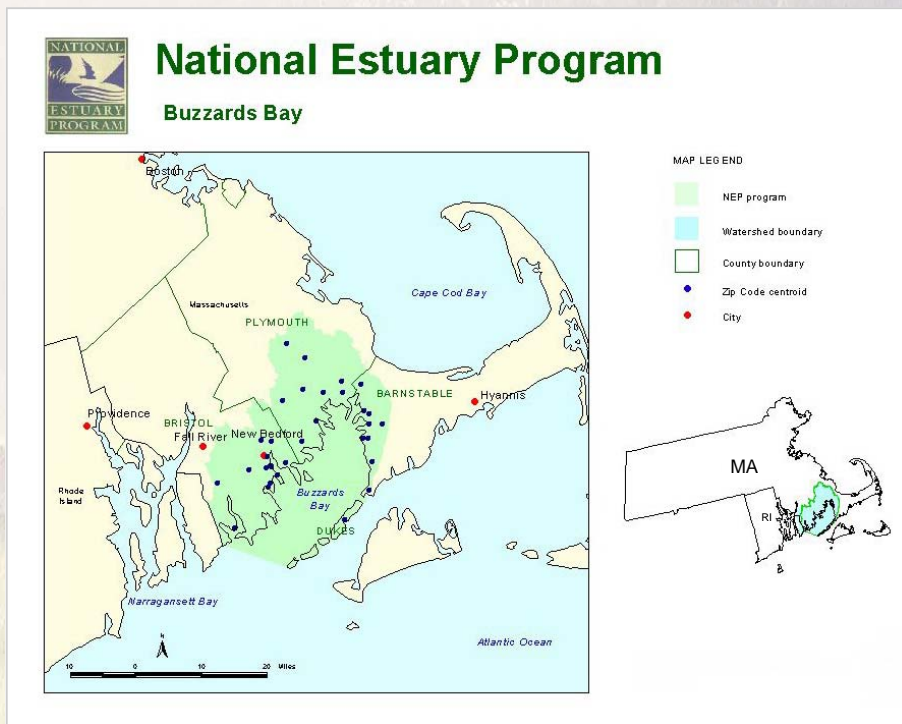 NATIONAL
ESTUARY
PROGRAM
National Estuary Program
Buzzards Bay
Boston
Massachusetts
PLYMOUTH
Cape Cod Bay
BARNSTABLE
Hyannis
Providence
BRISTOL
Fall River
New Bedford
Rhode
Island
Buzzards
Bay
DUKES
Narragansett Bay
Atlantic Ocean
N
10 0 10 20 Miles
MAP LEGEND
NEP program
Watershed boundary
County boundary
Zip Code centroid
City
MA
RI